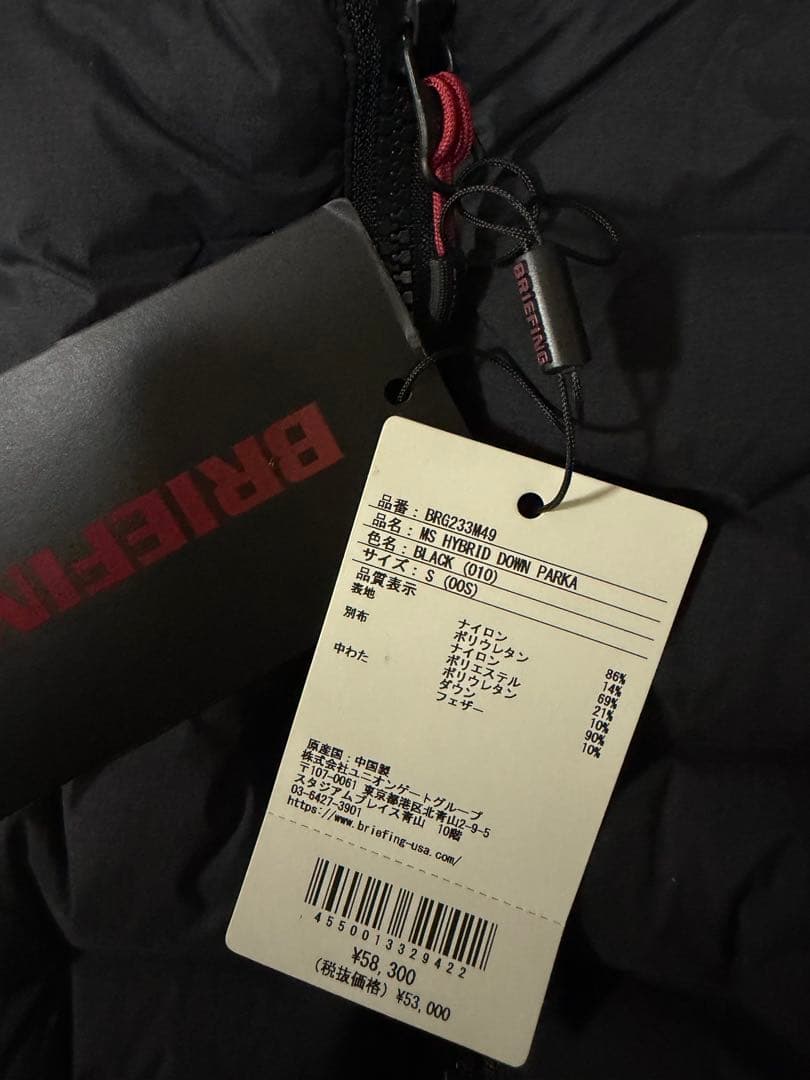 BRIEFING
BRIEFIN
品番：BRG233M49
品名：MS HYBRID DOWN PARKA
色名：BLACK (010)
サイズ：S (00S)
品質表示
表地 ナイロン 86%
ポリウレタン 14%
別布 ナイロン 69%
ポリエステル 21%
ポリウレタン 10%
中わた ダウン 90%
フェザー 10%
原産国：中国製
株式会社ユニオンゲートグループ
〒107-0061 東京都港区北青山2-9-5
スタジアムプレイス青山 10階
03-6427-3901
https://www.briefing-usa.com/
4550013329422
¥58,300
(税抜価格) ¥53,000